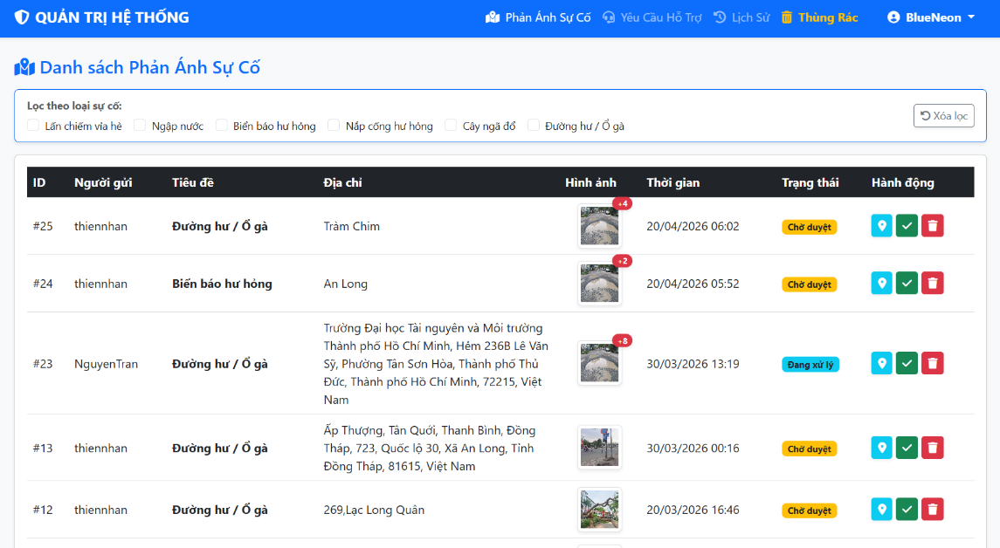 QUẢN TRỊ HỆ THỐNG
Phản Ánh Sự Cố
Yêu Cầu Hỗ Trợ
Lịch Sử
Thùng Rác
BlueNeon
Danh sách Phản Ánh Sự Cố
Lọc theo loại sự cố:
Lấn chiếm vỉa hè
Ngập nước
Biển báo hư hỏng
Nắp cống hư hỏng
Cây ngã đổ
Đường hư / Ổ gà
Xóa lọc
ID Người gửi Tiêu đề Địa chỉ Hình ảnh Thời gian Trạng thái Hành động
+4
#25 thiennhan Đường hư / Ổ gà Tràm Chim 20/04/2026 06:02 Chờ duyệt
+2
#24 thiennhan Biển báo hư hỏng An Long 20/04/2026 05:52 Chờ duyệt
Trường Đại học Tài nguyên và Môi trường
+8
Thành phố Hồ Chí Minh, Hẻm 236B Lê Văn
#23 NguyenTran Đường hư / Ổ gà Sỹ, Phường Tân Sơn Hòa, Thành phố Thủ 30/03/2026 13:19 Đang xử lý
Đức, Thành phố Hồ Chí Minh, 72215, Việt
Nam
Ấp Thượng, Tân Quới, Thanh Bình, Đồng
#13 thiennhan Đường hư / Ổ gà Tháp, 723, Quốc lộ 30, Xã An Long, Tỉnh 30/03/2026 00:16 Chờ duyệt
Đồng Tháp, 81615, Việt Nam
#12 thiennhan Đường hư / Ổ gà 269,Lạc Long Quân 20/03/2026 16:46 Chờ duyệt